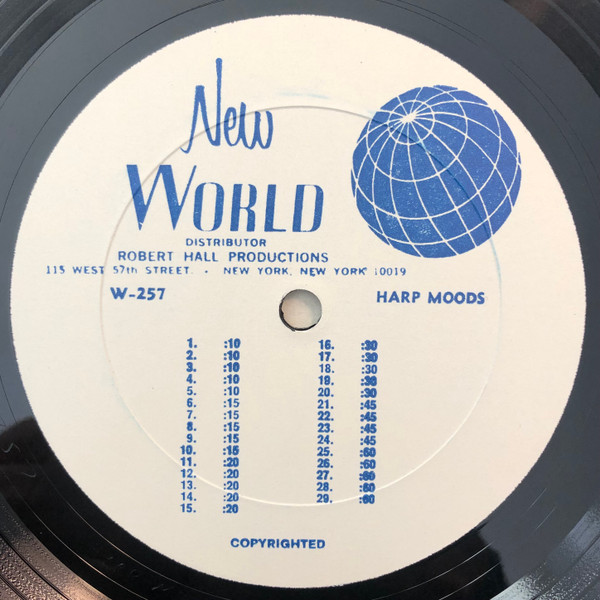 New
WORLD
DISTRIBUTOR
ROBERT HALL PRODUCTIONS
115 WEST 57th STREET. • NEW YORK, NEW YORK 10019
W-257 HARP MOODS
1. :10 16. :30
2. :10 17. :30
3. :10 18. :30
4. :10 19. :30
5. :10 20. :30
6. :15 21. :45
7. :15 22. :45
8. :15 23. :45
9. :15 24. :45
10. :15 25. :60
11. :20 26. :60
12. :20 27. :60
13. :20 28. :60
14. :20 29. :60
15. :20
COPYRIGHTED